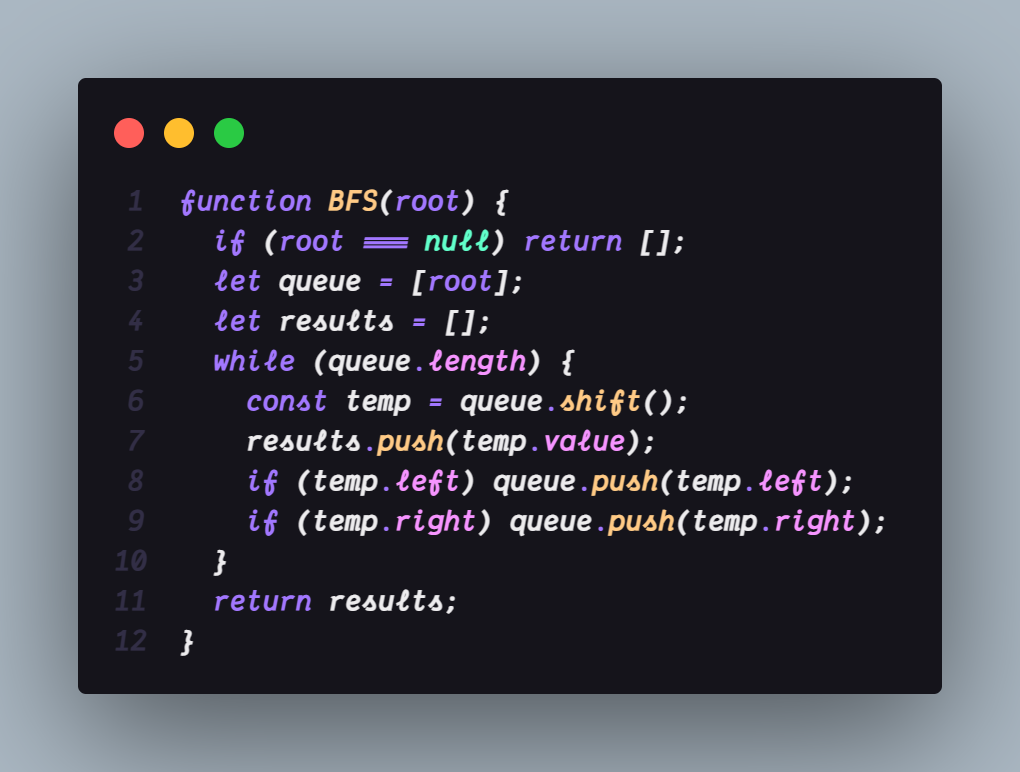 1 function BFS(root) {
2 if (root === null) return [];
3 let queue = [root];
4 let results = [];
5 while (queue.length) {
6 const temp = queue.shift();
7 results.push(temp.value);
8 if (temp.left) queue.push(temp.left);
9 if (temp.right) queue.push(temp.right);
10 }
11 return results;
12 }